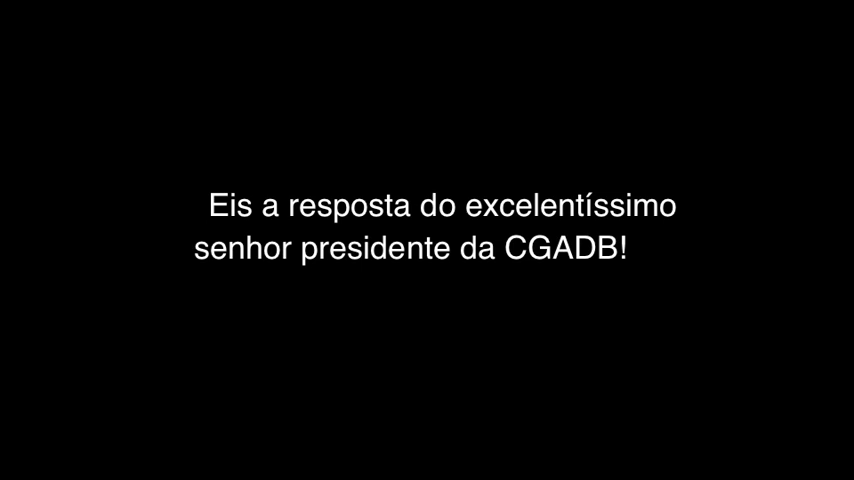 Eis a resposta do excelentíssimo
senhor presidente da CGADB!